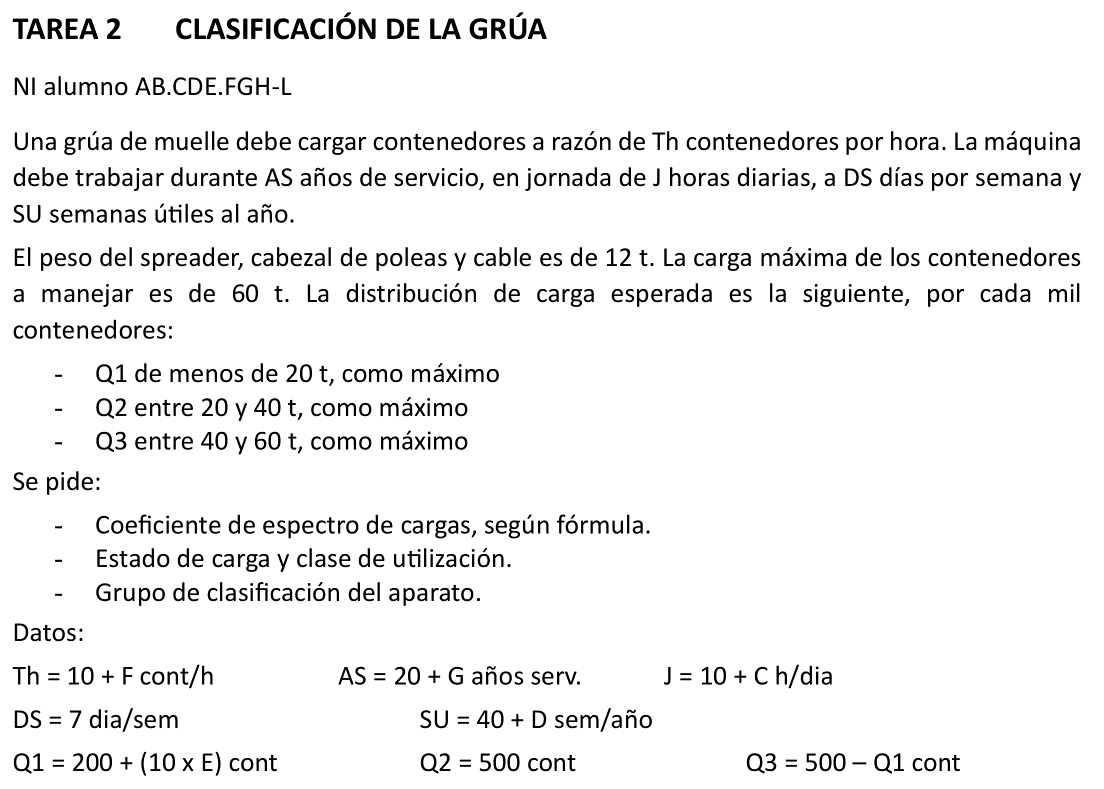 TAREA 2 CLASIFICACIÓN DE LA GRÚA
NI alumno AB.CDE.FGH-L
Una grúa de muelle debe cargar contenedores a razón de Th contenedores por hora. La máquina
debe trabajar durante AS años de servicio, en jornada de J horas diarias, a DS días por semana y
SU semanas útiles al año.
El peso del spreader, cabezal de poleas y cable es de 12 t. La carga máxima de los contenedores
a manejar es de 60 t. La distribución de carga esperada es la siguiente, por cada mil
contenedores:
- Q1 de menos de 20 t, como máximo
- Q2 entre 20 y 40 t, como máximo
- Q3 entre 40 y 60 t, como máximo
Se pide:
- Coeficiente de espectro de cargas, según fórmula.
- Estado de carga y clase de utilización.
- Grupo de clasificación del aparato.
Datos:
Th = 10 + F cont/h AS = 20 + G años serv. J = 10 + C h/dia
DS = 7 dia/sem SU = 40 + D sem/año
Q1 = 200 + (10 x E) cont Q2 = 500 cont Q3 = 500 – Q1 cont